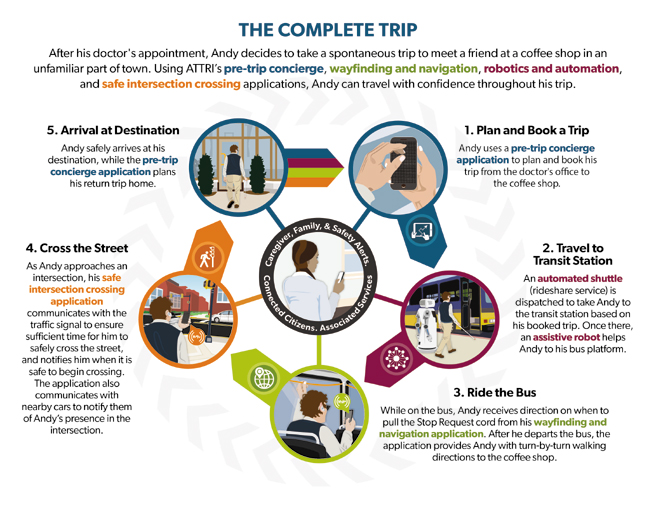 THE COMPLETE TRIP
After his doctor's appointment, Andy decides to take a spontaneous trip to meet a friend at a coffee shop in an
unfamiliar part of town. Using ATTRI's pre-trip concierge, wayfinding and navigation, robotics and automation,
and safe intersection crossing applications, Andy can travel with confidence throughout his trip.
1. Plan and Book a Trip
Andy uses a pre-trip concierge
application to plan and book his
trip from the doctor's office to
the coffee shop.
2. Travel to
Transit Station
An automated shuttle
(rideshare service) is
dispatched to take Andy to
the transit station based on
his booked trip. Once there,
an assistive robot helps
Andy to his bus platform.
3. Ride the Bus
While on the bus, Andy receives direction on when to
pull the Stop Request cord from his wayfinding and
navigation application. After he departs the bus, the
application provides Andy with turn-by-turn walking
directions to the coffee shop.
4. Cross the Street
As Andy approaches an
intersection, his safe
intersection crossing
application
communicates with the
traffic signal to ensure
sufficient time for him to
safely cross the street,
and notifies him when it is
safe to begin crossing.
The application also
communicates with
nearby cars to notify them
of Andy's presence in the
intersection.
5. Arrival at Destination
Andy safely arrives at his
destination, while the pre-trip
concierge application plans
his return trip home.
Caregiver, Family, & Safety Alerts.
Connected Citizens. Associated Services